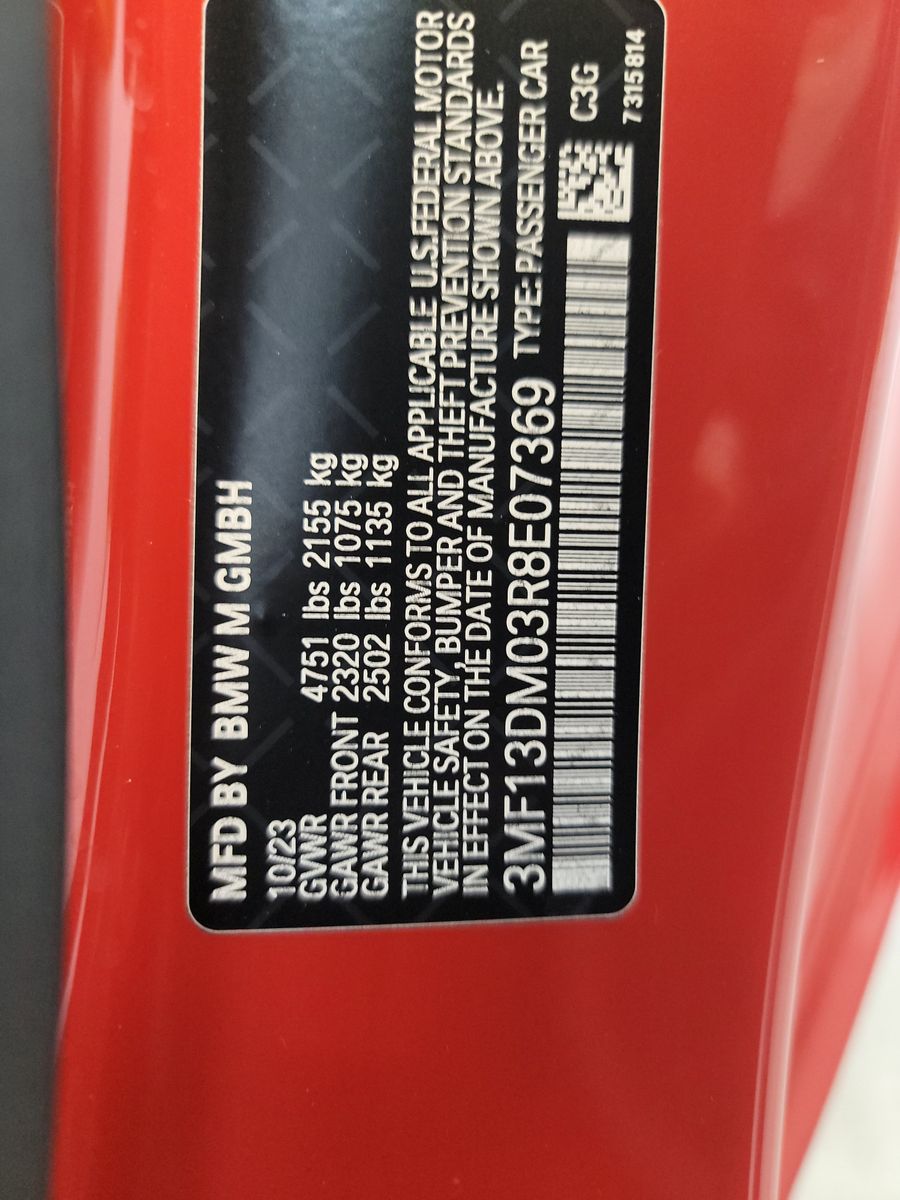 MFD BY BMW M GMBH
10/23
GVWR 4751 lbs 2155 kg
GAWR FRONT 2320 lbs 1075 kg
GAWR REAR 2502 lbs 1135 kg
THIS VEHICLE CONFORMS TO ALL APPLICABLE U.S.FEDERAL MOTOR
VEHICLE SAFETY, BUMPER AND THEFT PREVENTION STANDARDS
IN EFFECT ON THE DATE OF MANUFACTURE SHOWN ABOVE.
3MF13DM03R8E07369 TYPE: PASSENGER CAR
C3G
7315814